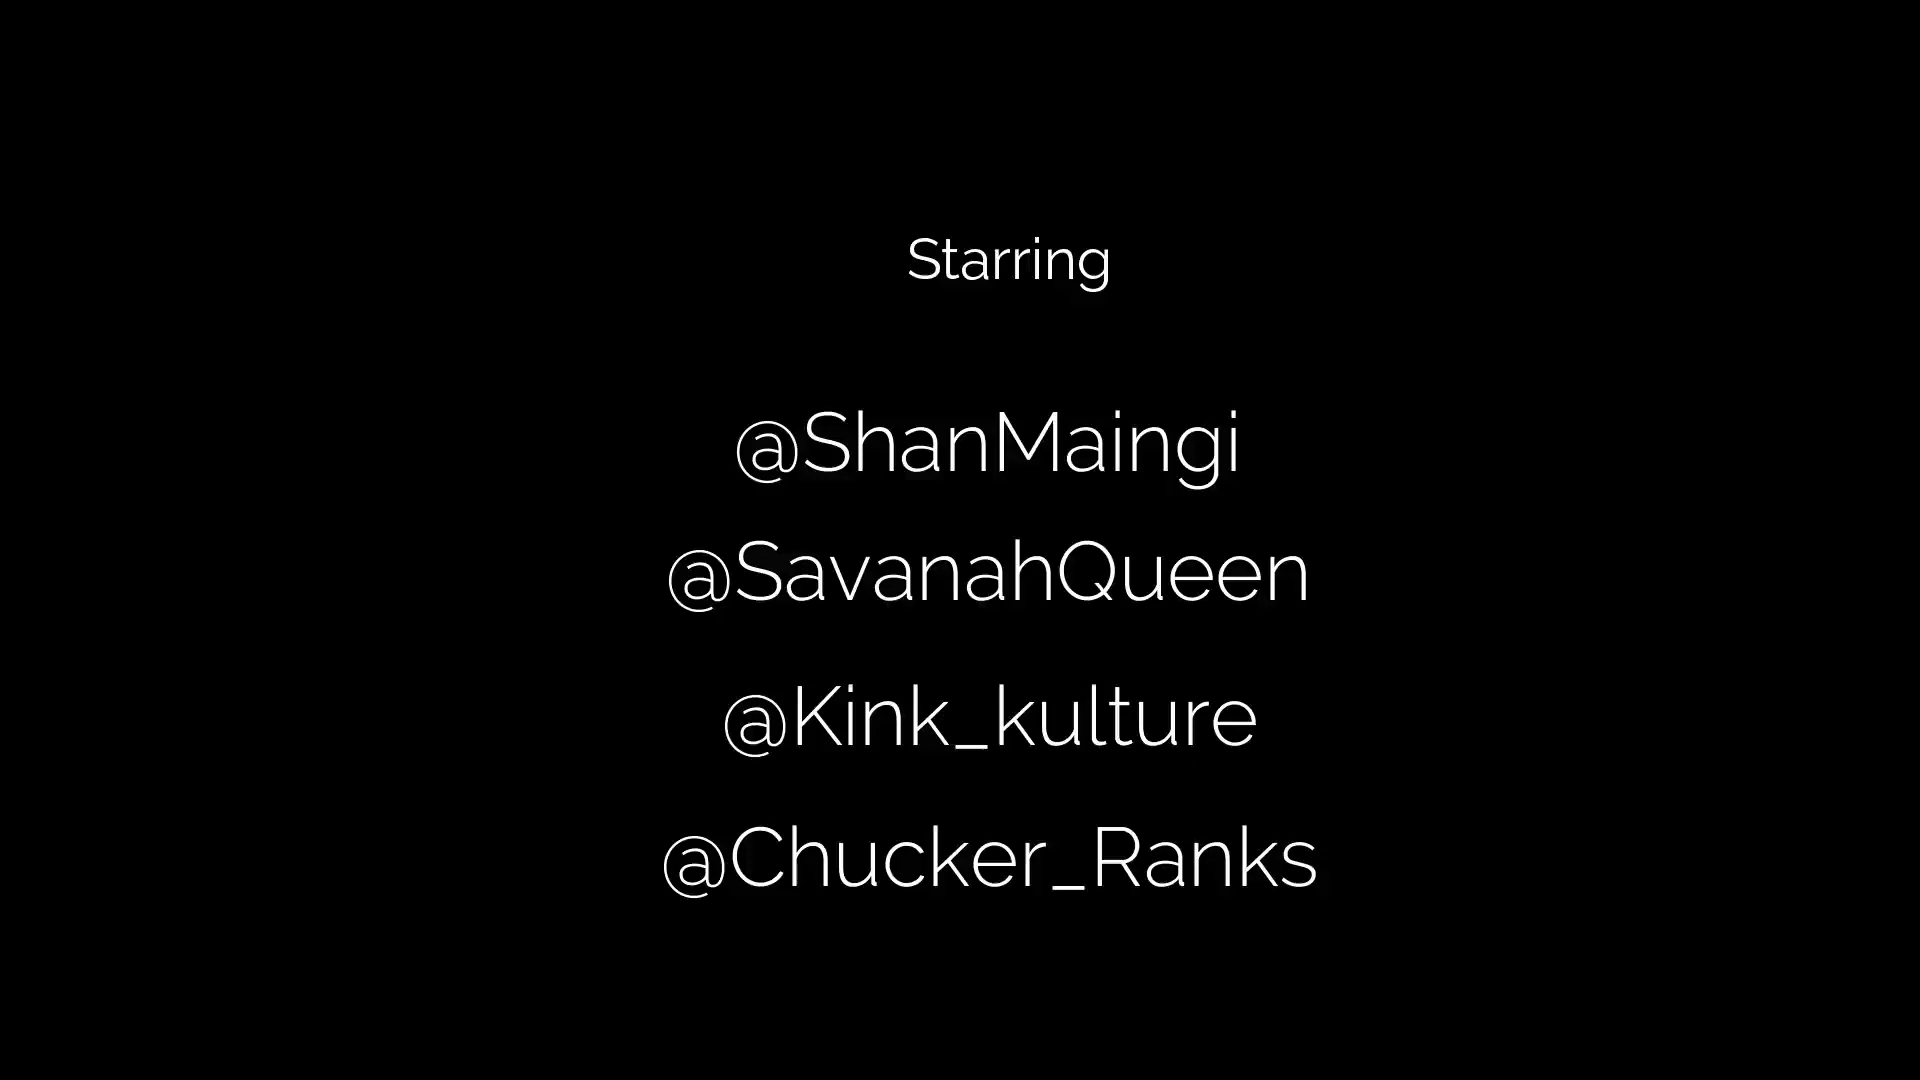 Starring
@ShanMaingi
@SavanahQueen
@Kink_kulture
@Chucker_Ranks